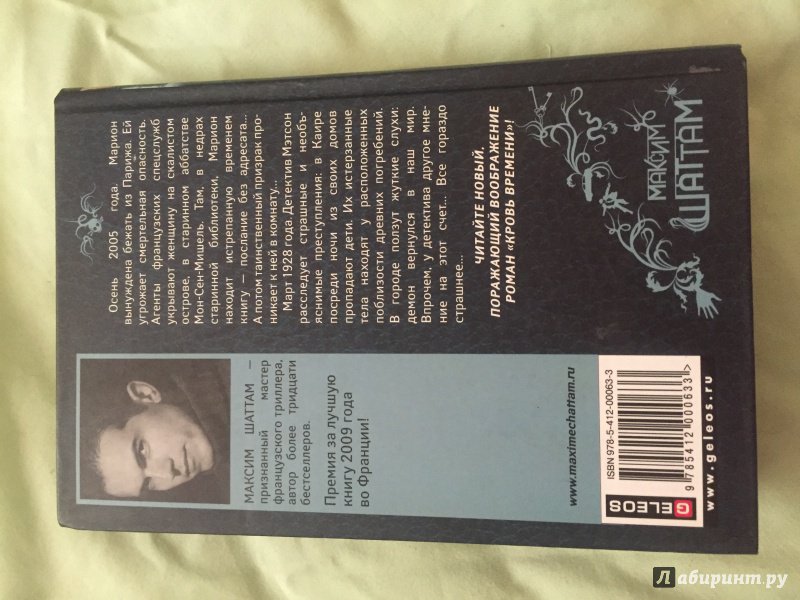 Осень 2005 года. Марион
вынуждена бежать из Парижа. Ей
угрожает смертельная опасность.
Агенты французских спецслужб
укрывают женщину на скалистом
острове, в старинном аббатстве
Мон-Сен-Мишель. Там, в недрах
старинной библиотеки, Марион
находит истрепанную временем
книгу — послание без адресата...
А потом таинственный призрак про-
никает к ней в комнату...
Март 1928 года. Детектив Мэтсон
расследует страшные и необъ-
яснимые преступления: в Каире
посреди ночи из своих домов
пропадают дети. Их истерзанные
тела находят у расположенных
поблизости древних погребений.
В городе ползут жуткие слухи:
демон вернулся в наш мир.
Впрочем, у детектива другое мне-
ние на этот счет... Все гораздо
страшнее...
ЧИТАЙТЕ НОВЫЙ,
ПОРАЖАЮЩИЙ ВООБРАЖЕНИЕ
РОМАН «КРОВЬ ВРЕМЕНИ»!
МАКСИМ
ШАТТАМ
МАКСИМ ШАТТАМ —
признанный мастер
французского триллера,
автор более тридцати
бестселлеров.
Премия за лучшую
книгу 2009 года
во Франции!
www.maximechattam.ru
GELEOS
ISBN 978-5-412-00063-3
9 785412 000633 >
www.geleos.ru
Лабиринт.ру